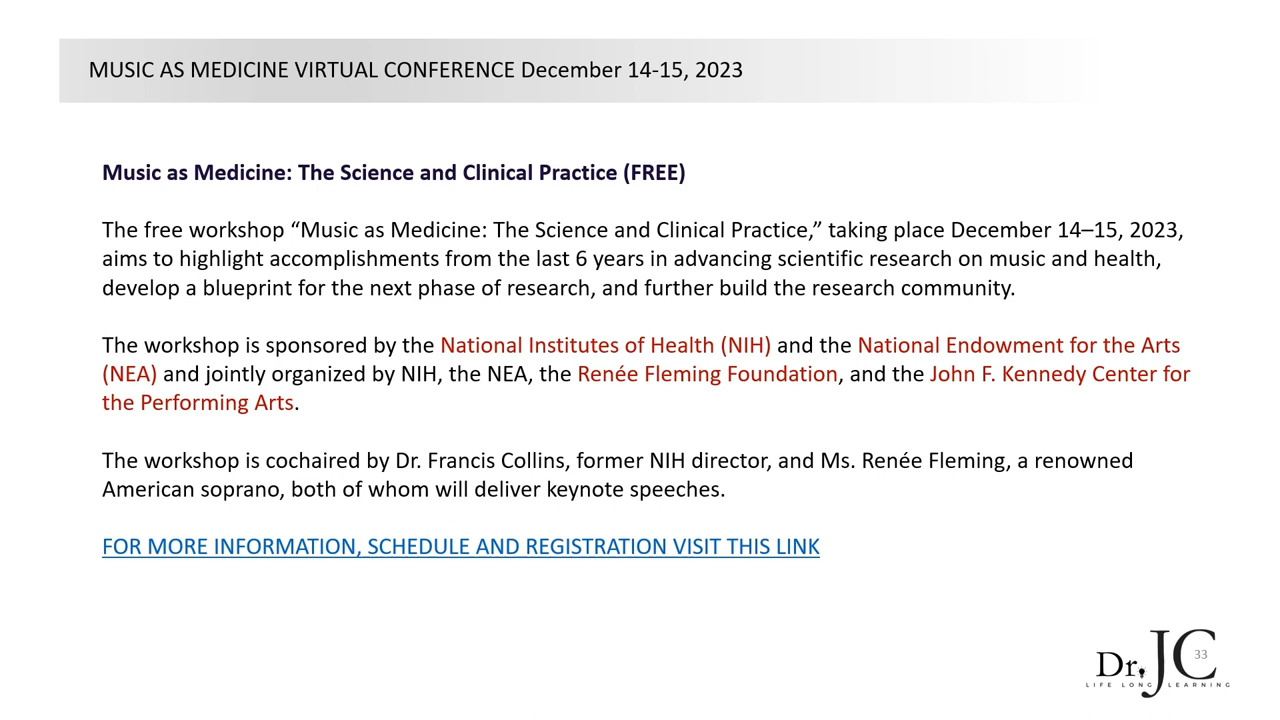 MUSIC AS MEDICINE VIRTUAL CONFERENCE December 14-15, 2023
Music as Medicine: The Science and Clinical Practice (FREE)
The free workshop “Music as Medicine: The Science and Clinical Practice,” taking place December 14–15, 2023,
aims to highlight accomplishments from the last 6 years in advancing scientific research on music and health,
develop a blueprint for the next phase of research, and further build the research community.
The workshop is sponsored by the National Institutes of Health (NIH) and the National Endowment for the Arts
(NEA) and jointly organized by NIH, the NEA, the Renée Fleming Foundation, and the John F. Kennedy Center for
the Performing Arts.
The workshop is cochaired by Dr. Francis Collins, former NIH director, and Ms. Renée Fleming, a renowned
American soprano, both of whom will deliver keynote speeches.
FOR MORE INFORMATION, SCHEDULE AND REGISTRATION VISIT THIS LINK
Dr. JC
33
LIFE LONG LEARNING